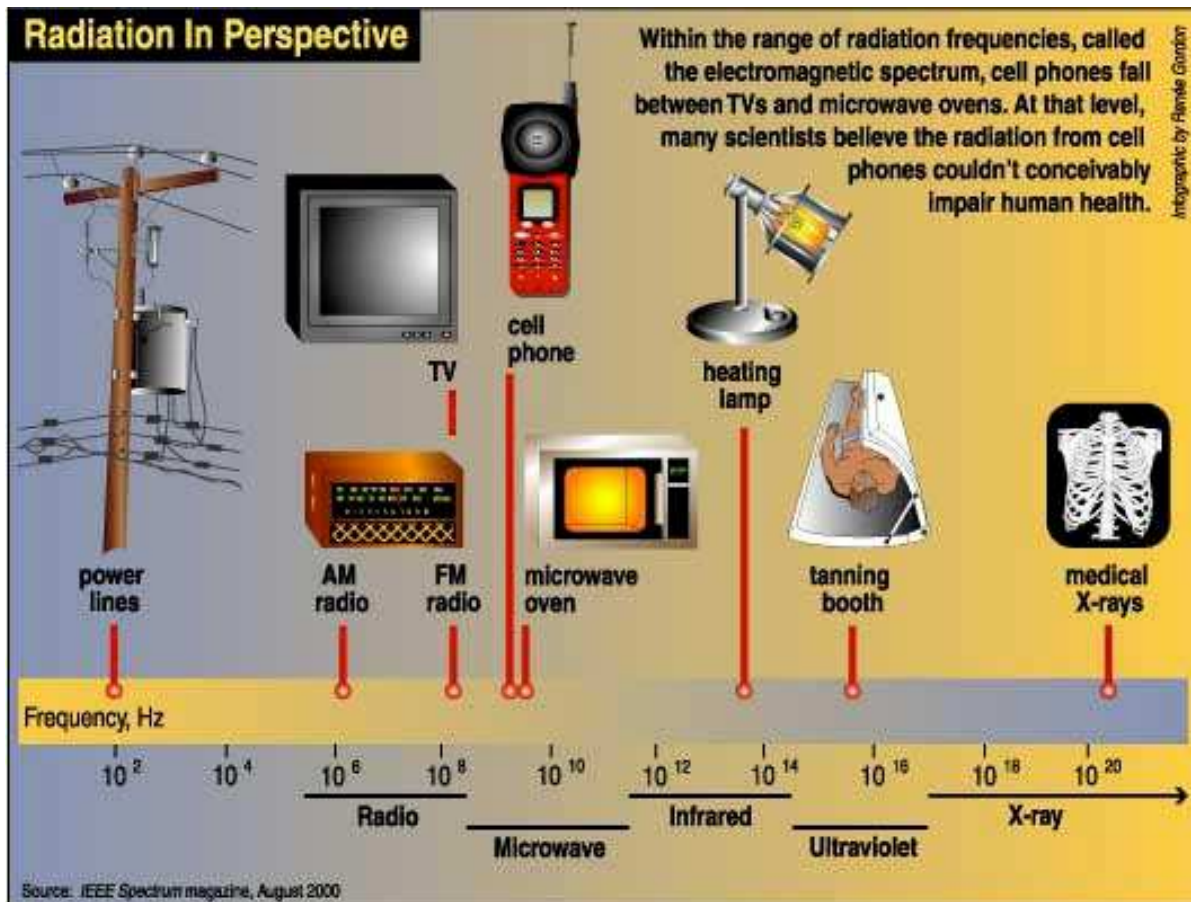 Radiation In Perspective
Within the range of radiation frequencies, called
the electromagnetic spectrum, cell phones fall
between TVs and microwave ovens. At that level,
many scientists believe the radiation from cell
phones couldn't conceivably
impair human health.
Infographic by Renée Gordon
cell
phone
TV
heating
lamp
power
lines
AM
radio
FM
radio
microwave
oven
tanning
booth
medical
X-rays
Frequency, Hz
10 2 10 4 10 6 10 8 10 10 10 12 10 14 10 16 10 18 10 20
Radio Infrared X-ray
Microwave Ultraviolet
Source: IEEE Spectrum magazine, August 2000